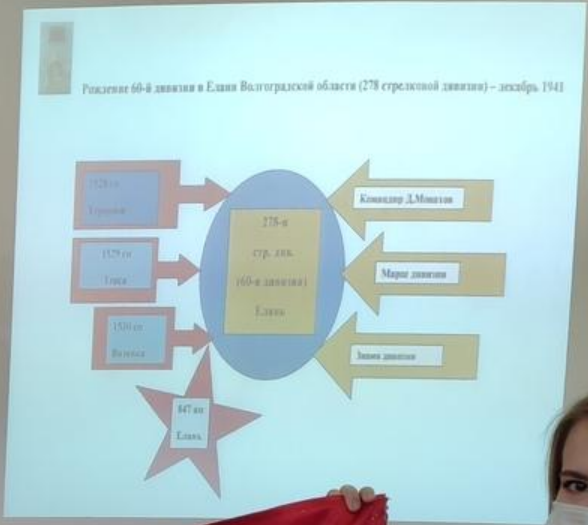 Рождение 60-й дивизии в Елани Волгоградской области (278 стрелковой дивизии) – декабрь 1941
1528 сп
1529 сп
1530 сп
847 ап
Елань
278-я
стр. див.
(60-я дивизия)
Елань
Командир Д.Монахов
Марш дивизии
Знамя дивизии